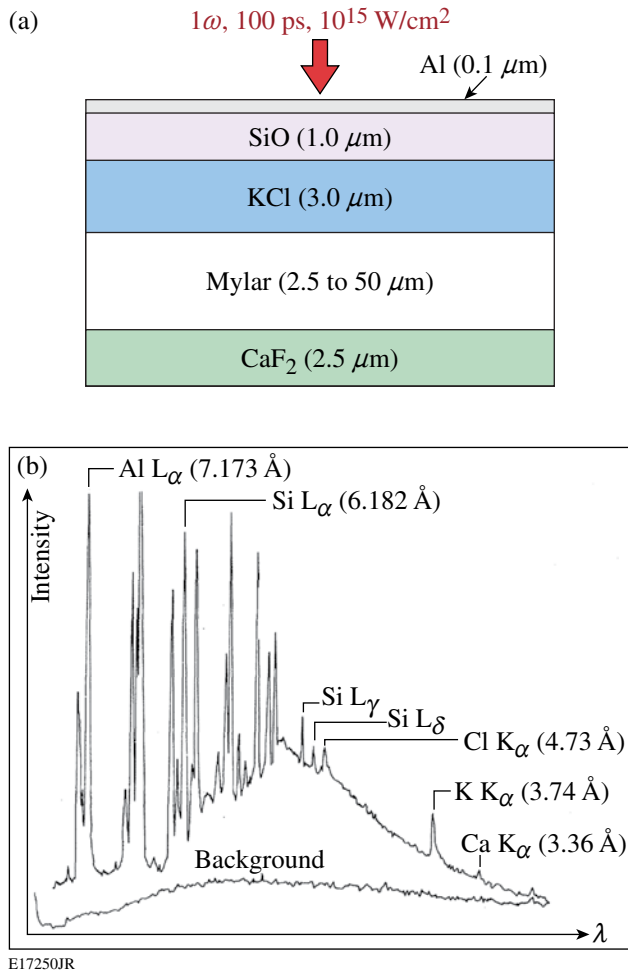 (a)
1ω, 100 ps, 10¹⁵ W/cm²
Al (0.1 μm)
SiO (1.0 μm)
KCl (3.0 μm)
Mylar (2.5 to 50 μm)
CaF₂ (2.5 μm)
(b)
Al Lα (7.173 Å)
Si Lα (6.182 Å)
Intensity
Si Lγ
Si Lδ
Cl Kα (4.73 Å)
K Kα (3.74 Å)
Ca Kα (3.36 Å)
Background
λ
E17250JR